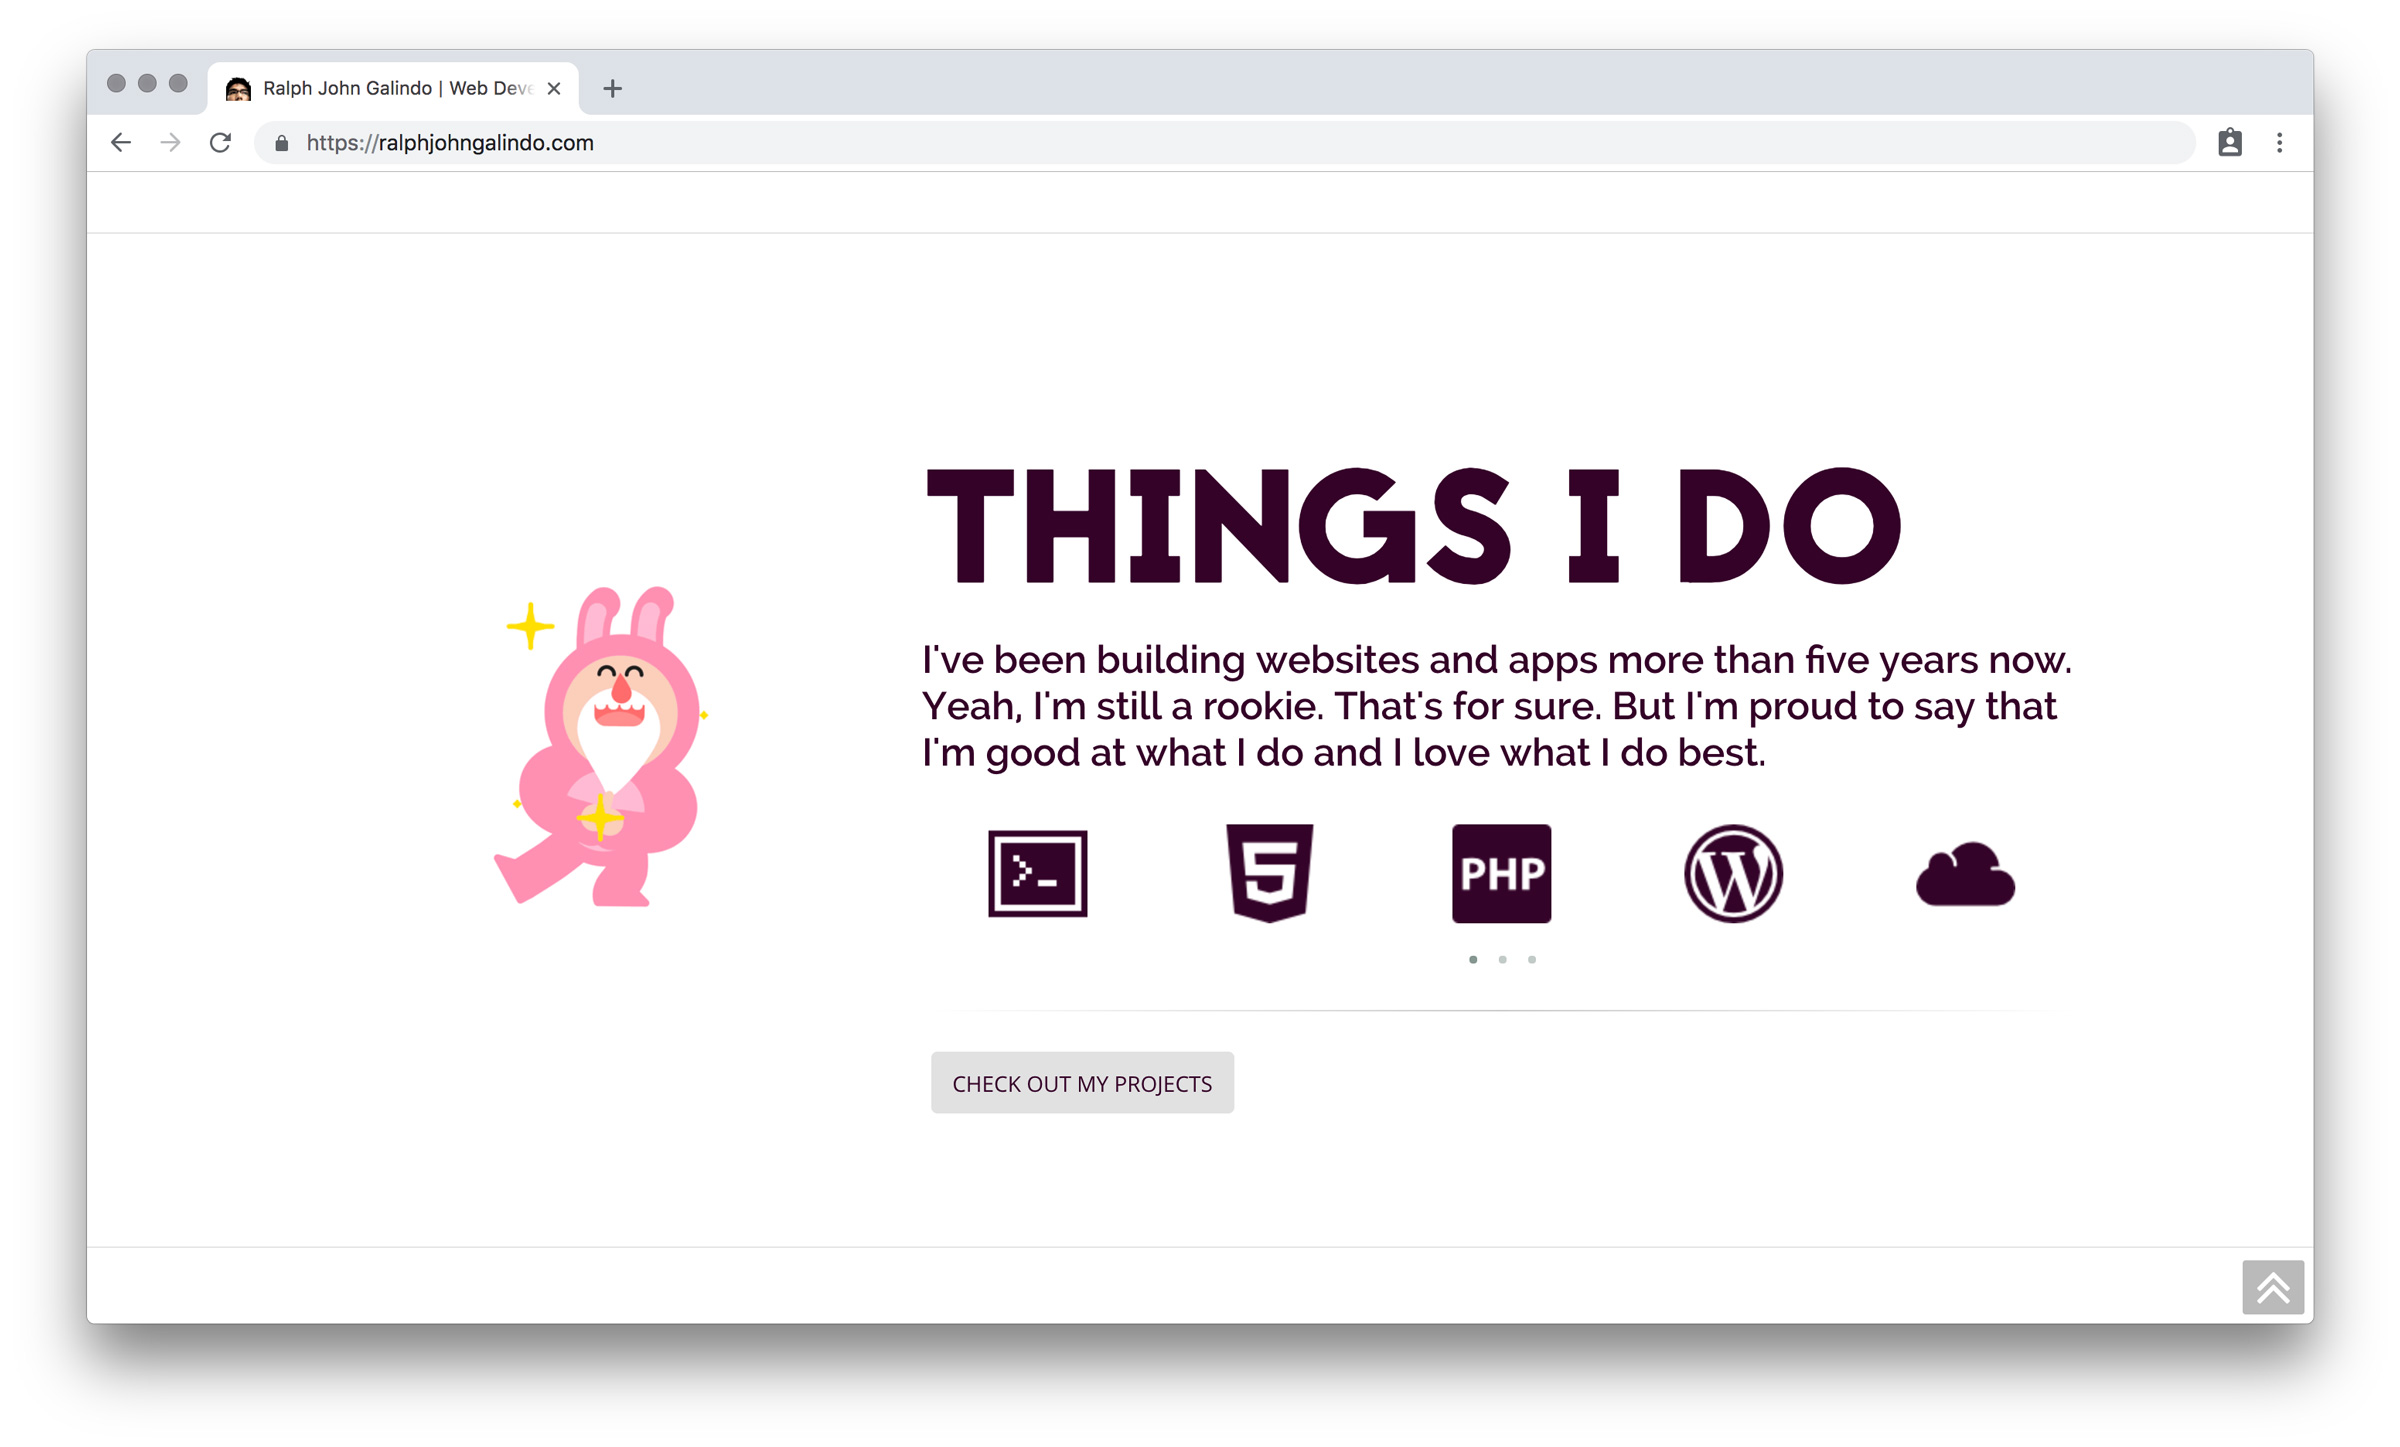 Ralph John Galindo | Web Deve
https://ralphjohngalindo.com
THINGS I DO
I've been building websites and apps more than five years now.
Yeah, I'm still a rookie. That's for sure. But I'm proud to say that
I'm good at what I do and I love what I do best.
>_ 5 PHP W
CHECK OUT MY PROJECTS